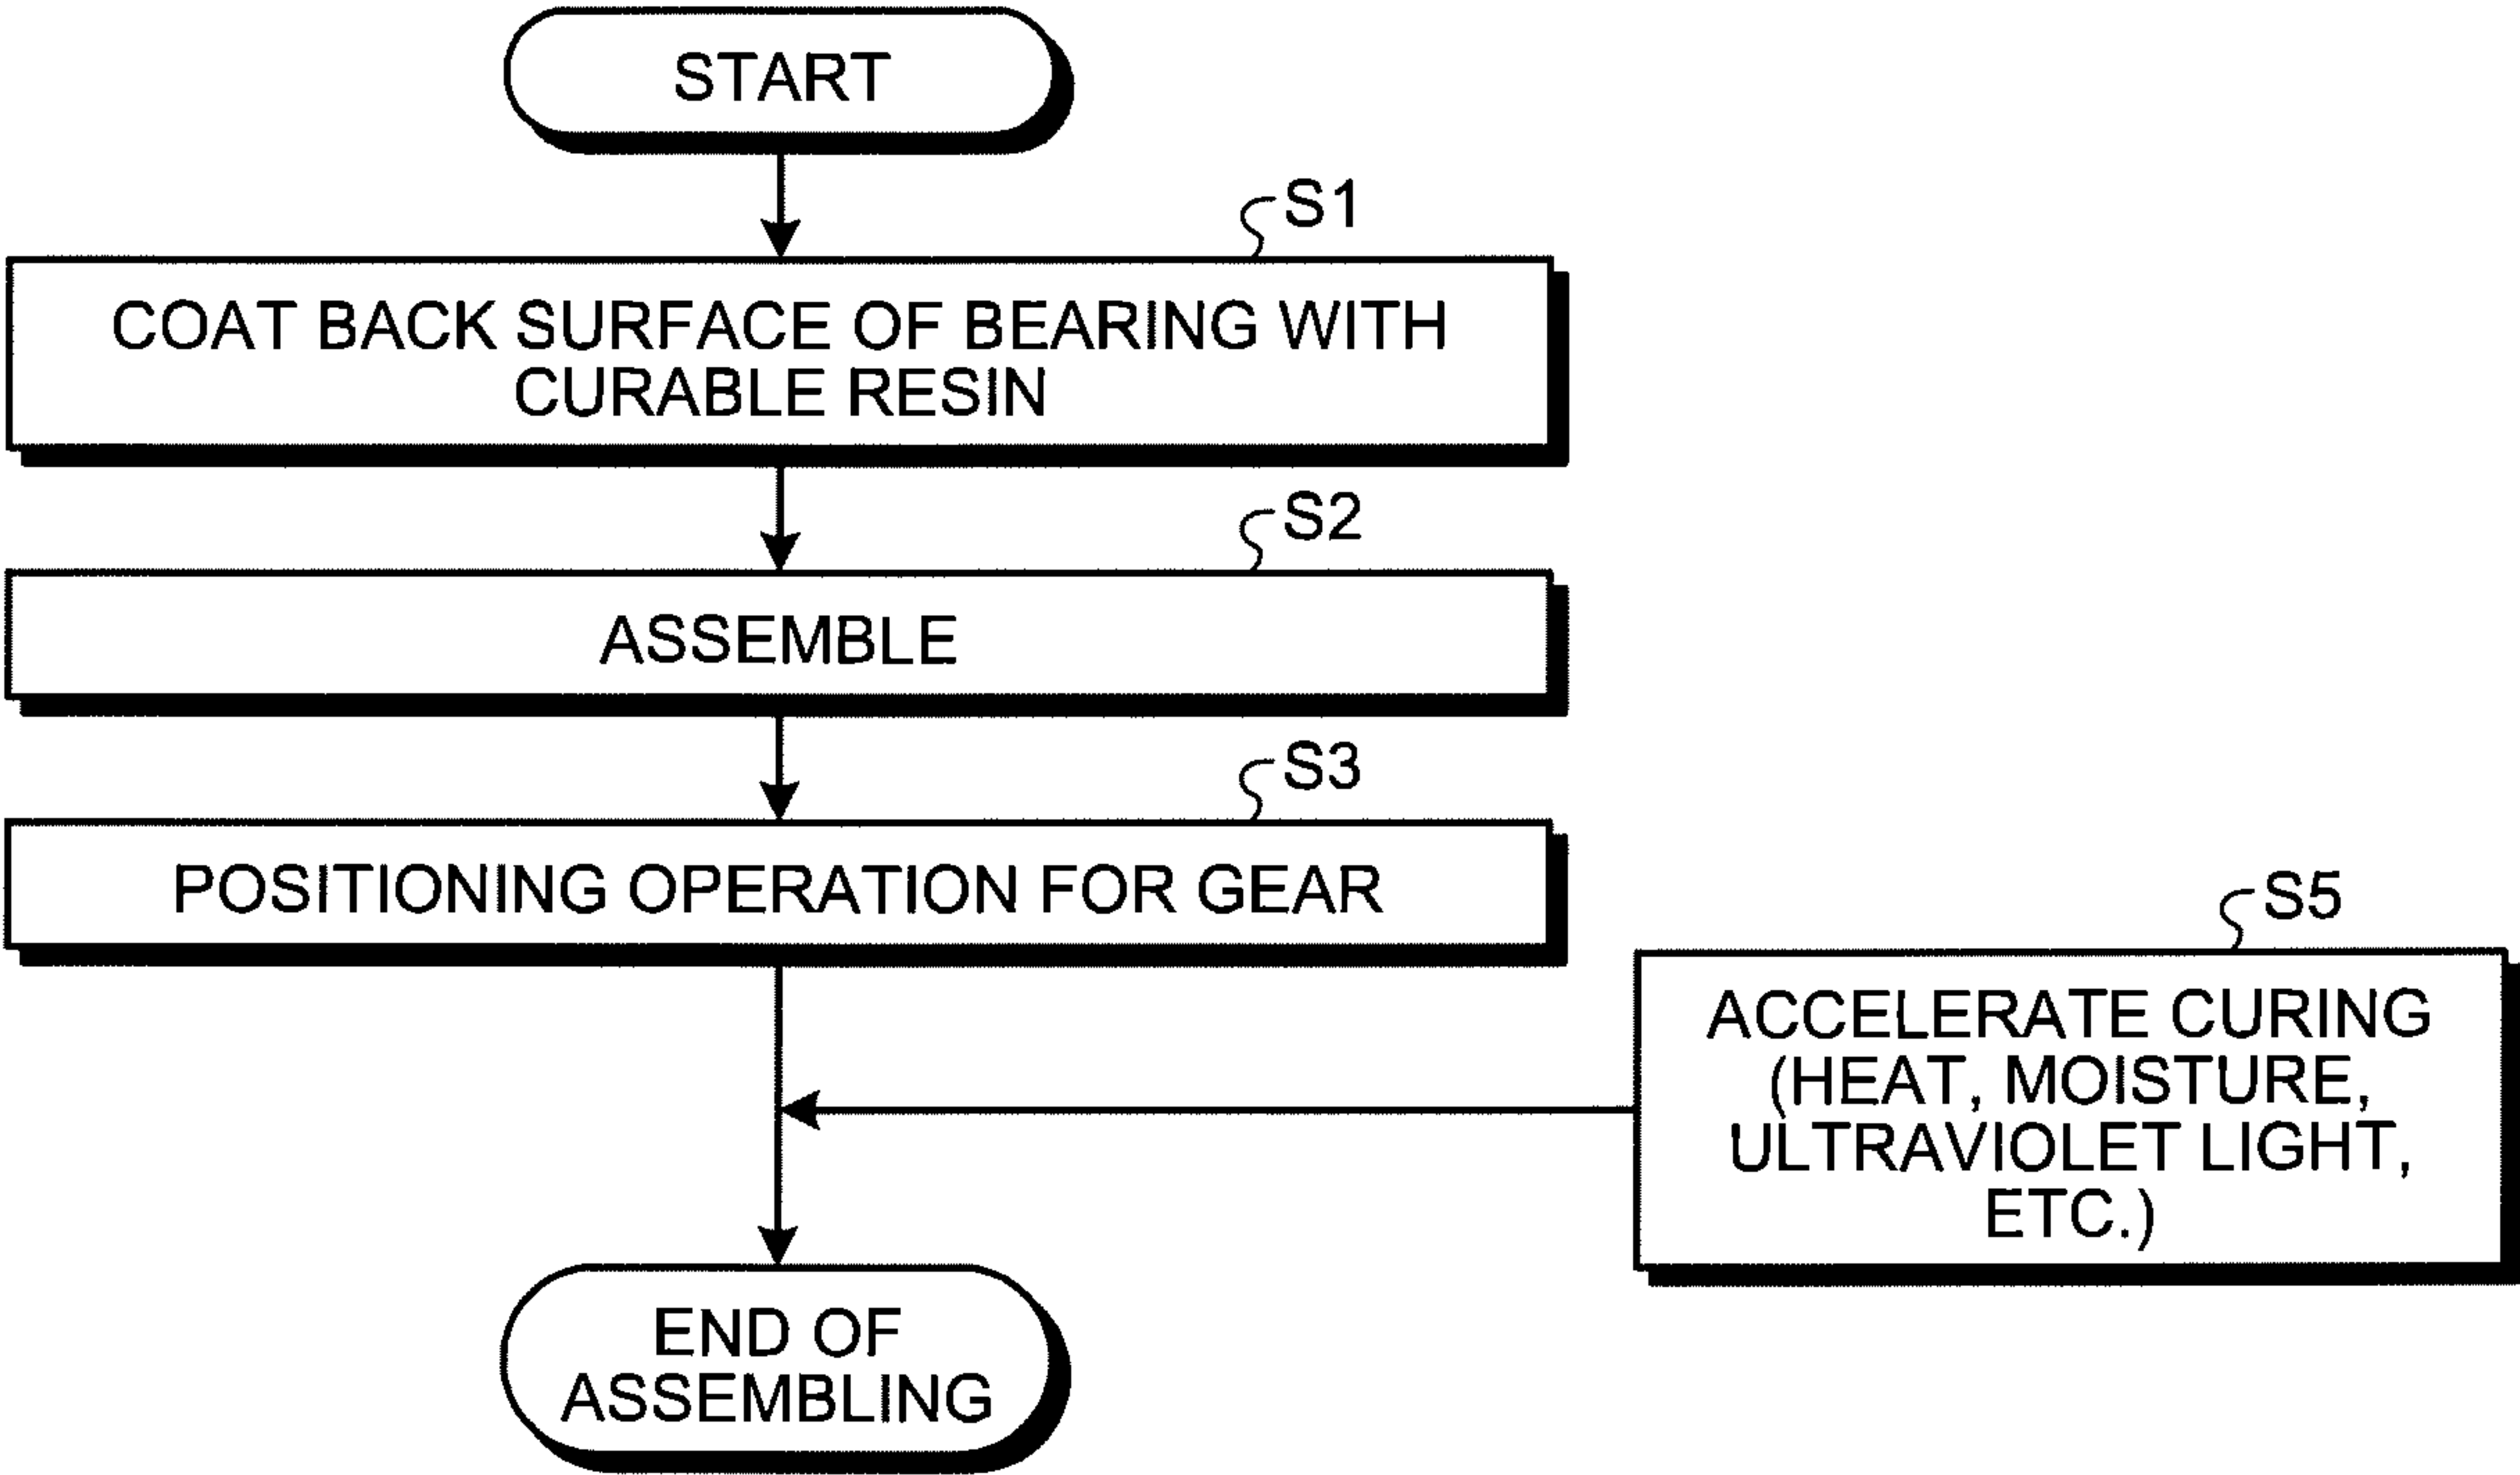 START
S1
COAT BACK SURFACE OF BEARING WITH
CURABLE RESIN
S2
ASSEMBLE
S3
POSITIONING OPERATION FOR GEAR
S5
ACCELERATE CURING
(HEAT, MOISTURE,
ULTRAVIOLET LIGHT,
ETC.)
END OF
ASSEMBLING